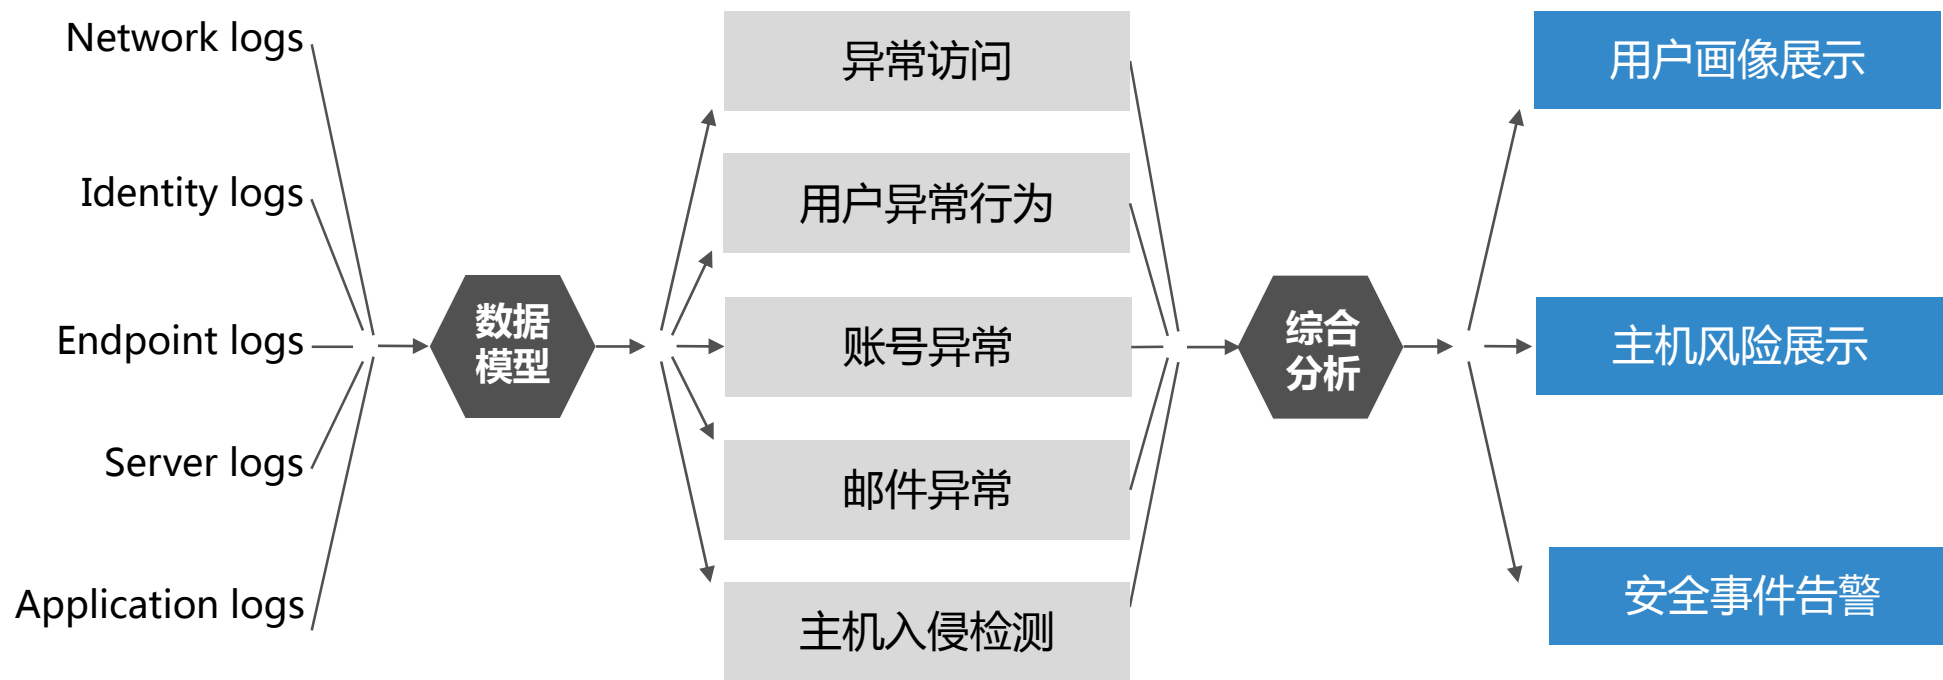 Network logs
Identity logs
Endpoint logs
Server logs
Application logs
数据
模型
异常访问
用户异常行为
账号异常
邮件异常
主机入侵检测
综合
分析
用户画像展示
主机风险展示
安全事件告警